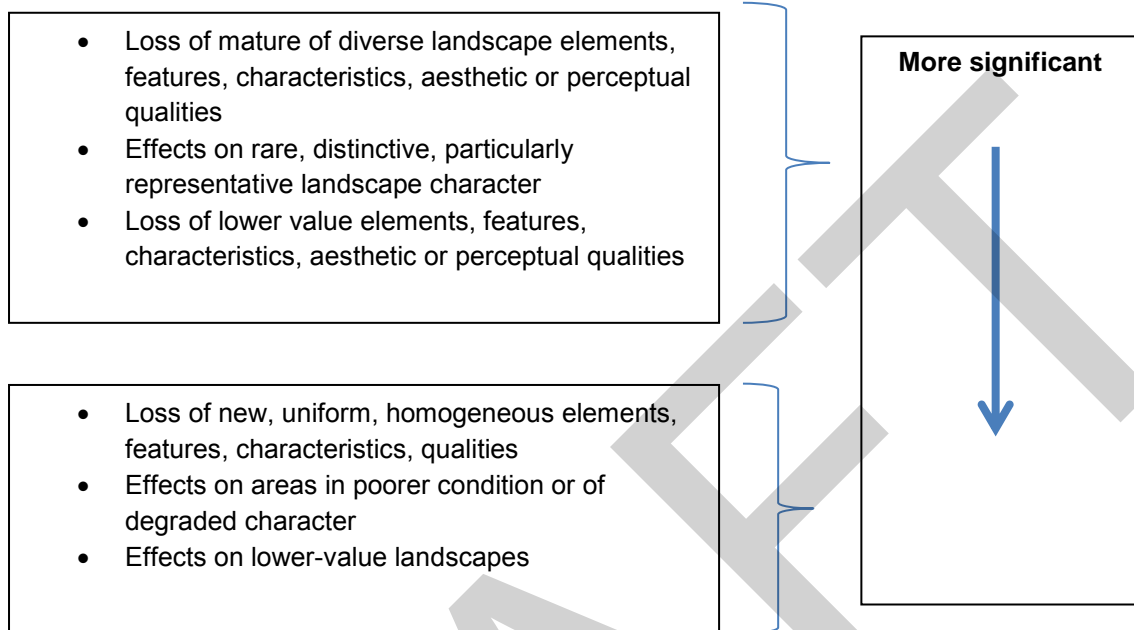 • Loss of mature of diverse landscape elements,
features, characteristics, aesthetic or perceptual
qualities
• Effects on rare, distinctive, particularly
representative landscape character
• Loss of lower value elements, features,
characteristics, aesthetic or perceptual qualities
More significant
• Loss of new, uniform, homogeneous elements,
features, characteristics, qualities
• Effects on areas in poorer condition or of
degraded character
• Effects on lower-value landscapes